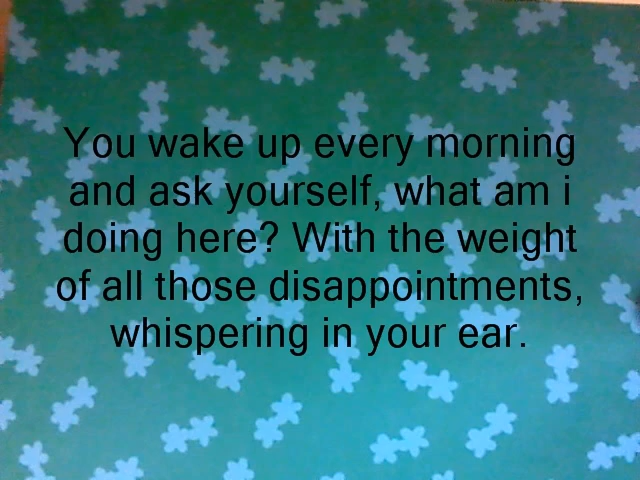 You wake up every morning
and ask yourself, what am i
doing here? With the weight
of all those disappointments,
whispering in your ear.